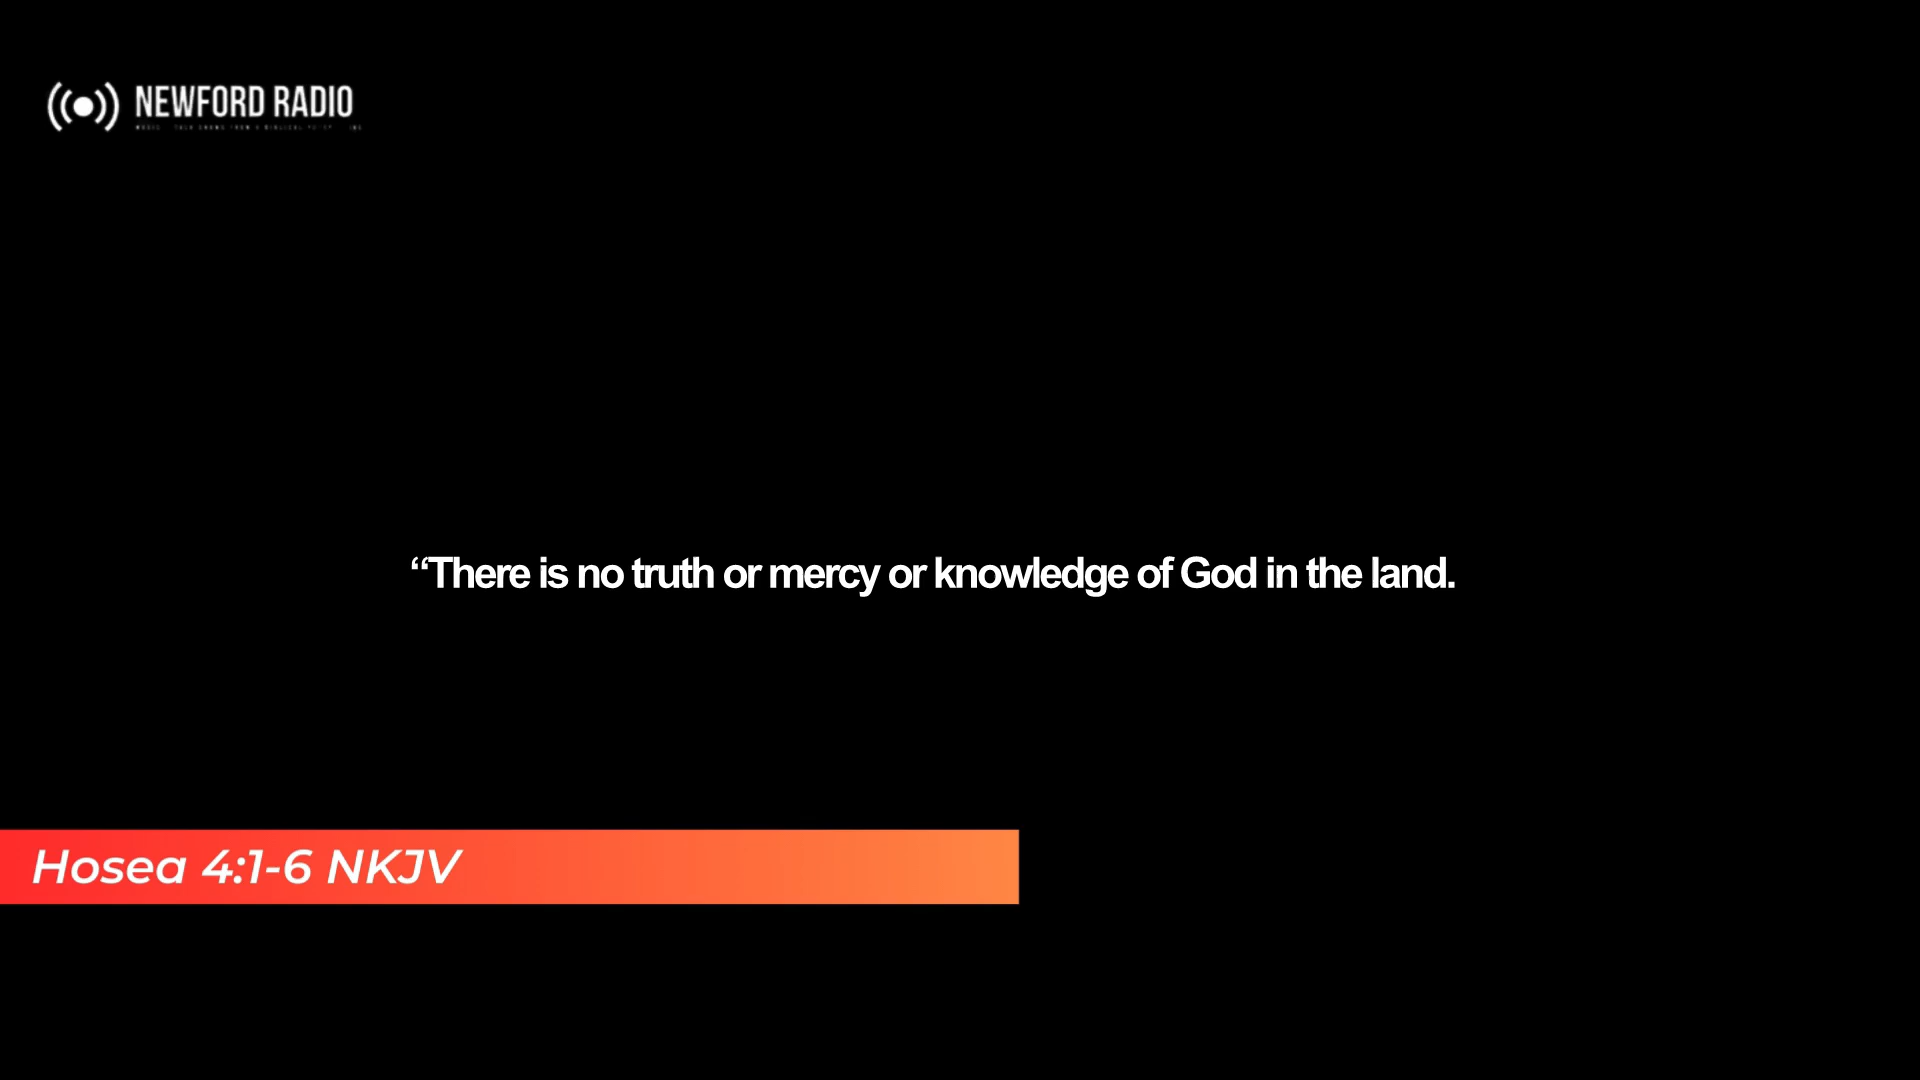 NEWFORD RADIO
“There is no truth or mercy or knowledge of God in the land.
Hosea 4:1-6 NKJV